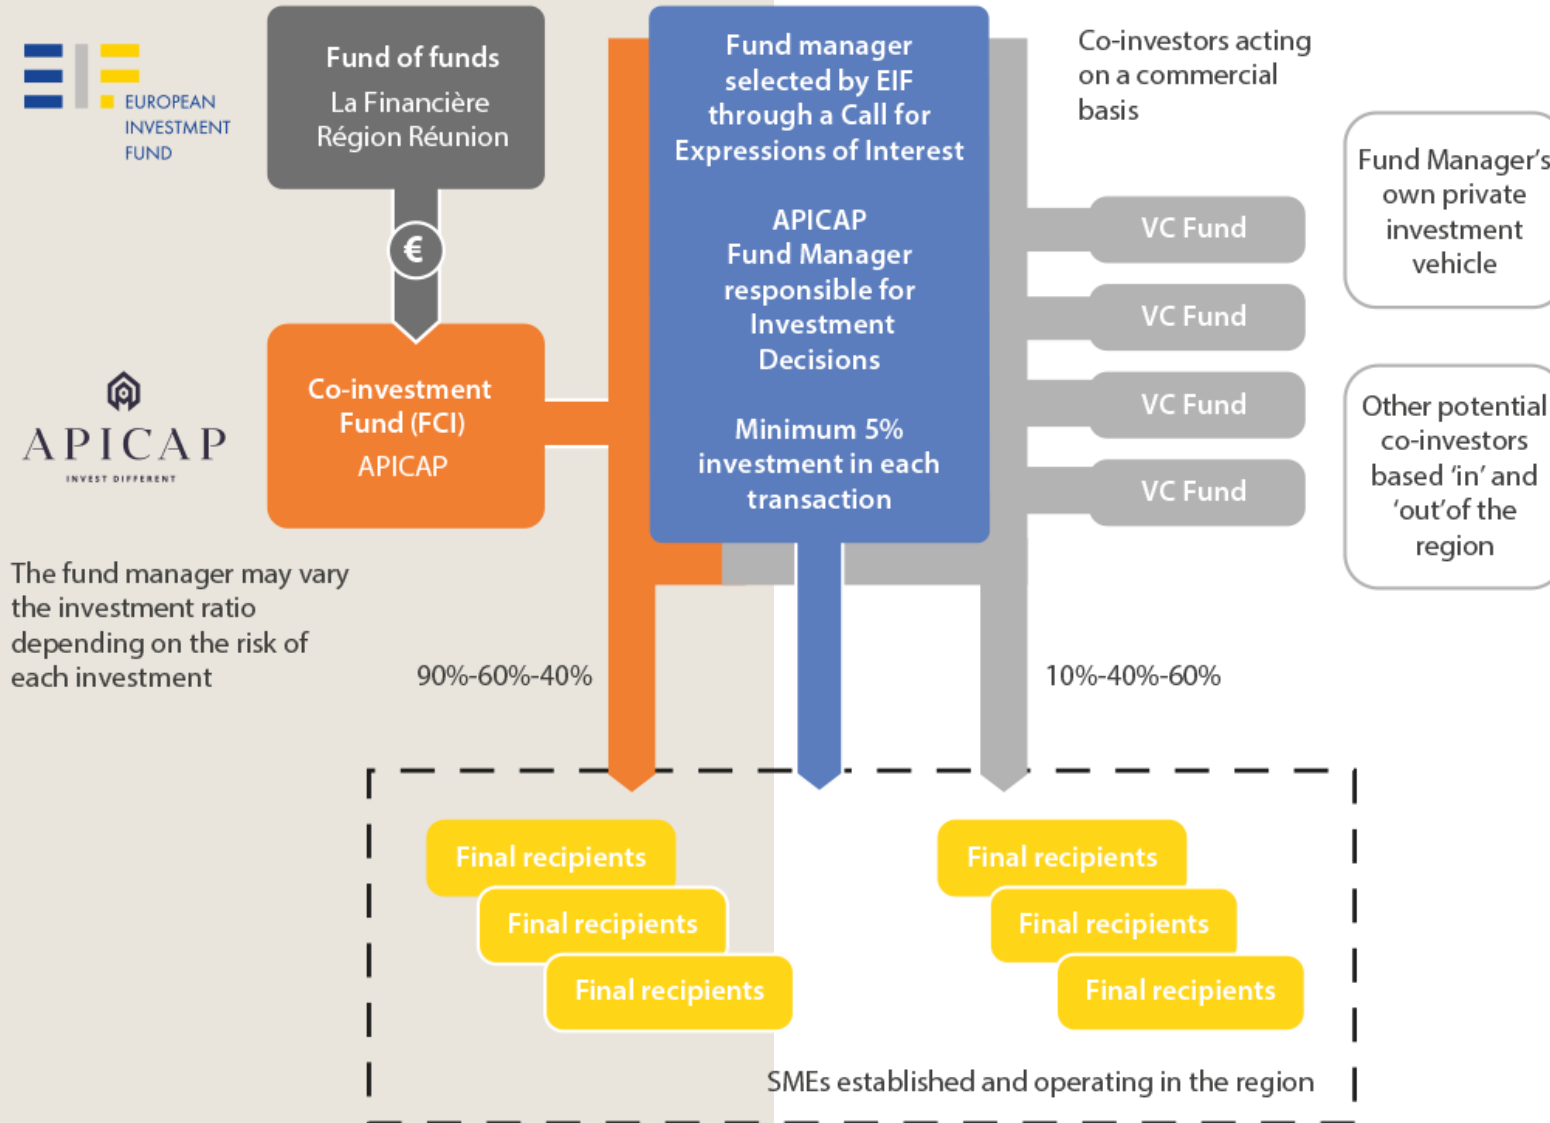 EUROPEAN
INVESTMENT
FUND
Fund of funds
La Financière
Région Réunion
€
APICAP
INVEST DIFFERENT
Co-investment
Fund (FCI)
APICAP
The fund manager may vary
the investment ratio
depending on the risk of
each investment
90%-60%-40%
Fund manager
selected by EIF
through a Call for
Expressions of Interest
APICAP
Fund Manager
responsible for
Investment
Decisions
Minimum 5%
investment in each
transaction
Co-investors acting
on a commercial
basis
VC Fund
VC Fund
VC Fund
VC Fund
Fund Manager's
own private
investment
vehicle
Other potential
co-investors
based ‘in’ and
‘out’of the
region
10%-40%-60%
Final recipients
Final recipients
Final recipients
Final recipients
Final recipients
Final recipients
SMEs established and operating in the region